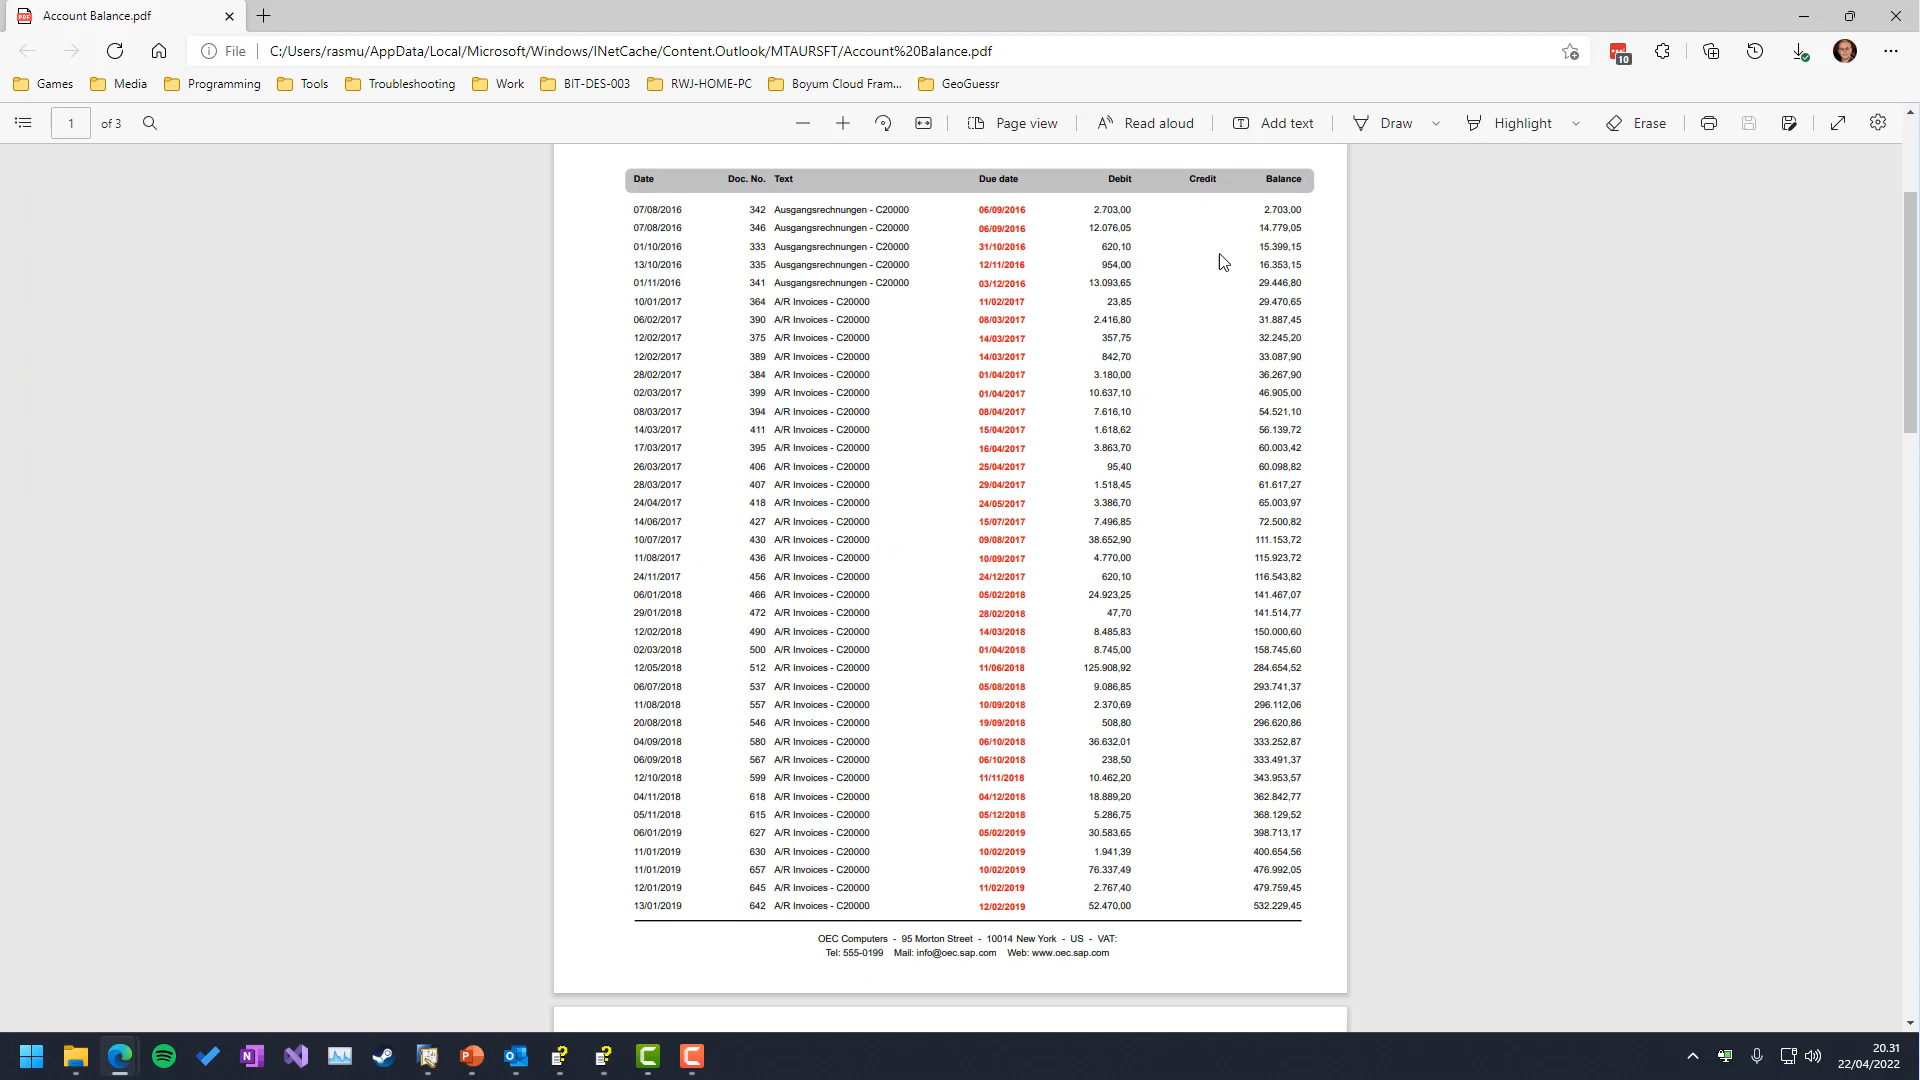 Account Balance.pdf
File C:/Users/rasmu/AppData/Local/Microsoft/Windows/INetCache/Content.Outlook/MTAURSFT/Account%20Balance.pdf 10
Games Media Programming Tools Troubleshooting Work BIT-DES-003 RWJ-HOME-PC Boyum Cloud Fram... GeoGuessr
1 of 3 Page view Read aloud Add text Draw Highlight Erase
Date Doc. No. Text Due date Debit Credit Balance
07/08/2016 342 Ausgangsrechnungen - C20000 06/09/2016 2.703,00 2.703,00
07/08/2016 346 Ausgangsrechnungen - C20000 06/09/2016 12.076,05 14.779,05
01/10/2016 333 Ausgangsrechnungen - C20000 31/10/2016 620,10 15.399,15
13/10/2016 335 Ausgangsrechnungen - C20000 12/11/2016 954,00 16.353,15
01/11/2016 341 Ausgangsrechnungen - C20000 03/12/2016 13.093,65 29.446,80
10/01/2017 364 A/R Invoices - C20000 11/02/2017 23,85 29.470,65
06/02/2017 390 A/R Invoices - C20000 08/03/2017 2.416,80 31.887,45
12/02/2017 375 A/R Invoices - C20000 14/03/2017 357,75 32.245,20
12/02/2017 389 A/R Invoices - C20000 14/03/2017 842,70 33.087,90
28/02/2017 384 A/R Invoices - C20000 01/04/2017 3.180,00 36.267,90
02/03/2017 399 A/R Invoices - C20000 01/04/2017 10.637,10 46.905,00
08/03/2017 394 A/R Invoices - C20000 08/04/2017 7.616,10 54.521,10
14/03/2017 411 A/R Invoices - C20000 15/04/2017 1.618,62 56.139,72
17/03/2017 395 A/R Invoices - C20000 16/04/2017 3.863,70 60.003,42
26/03/2017 406 A/R Invoices - C20000 25/04/2017 95,40 60.098,82
28/03/2017 407 A/R Invoices - C20000 29/04/2017 1.518,45 61.617,27
24/04/2017 418 A/R Invoices - C20000 24/05/2017 3.386,70 65.003,97
14/06/2017 427 A/R Invoices - C20000 15/07/2017 7.496,85 72.500,82
10/07/2017 430 A/R Invoices - C20000 09/08/2017 38.652,90 111.153,72
11/08/2017 436 A/R Invoices - C20000 10/09/2017 4.770,00 115.923,72
24/11/2017 456 A/R Invoices - C20000 24/12/2017 620,10 116.543,82
06/01/2018 466 A/R Invoices - C20000 05/02/2018 24.923,25 141.467,07
29/01/2018 472 A/R Invoices - C20000 28/02/2018 47,70 141.514,77
12/02/2018 490 A/R Invoices - C20000 14/03/2018 8.485,83 150.000,60
02/03/2018 500 A/R Invoices - C20000 01/04/2018 8.745,00 158.745,60
12/05/2018 512 A/R Invoices - C20000 11/06/2018 125.908,92 284.654,52
06/07/2018 537 A/R Invoices - C20000 05/08/2018 9.086,85 293.741,37
11/08/2018 557 A/R Invoices - C20000 10/09/2018 2.370,69 296.112,06
20/08/2018 546 A/R Invoices - C20000 19/09/2018 508,80 296.620,86
04/09/2018 580 A/R Invoices - C20000 06/10/2018 36.632,01 333.252,87
06/09/2018 567 A/R Invoices - C20000 06/10/2018 238,50 333.491,37
12/10/2018 599 A/R Invoices - C20000 11/11/2018 10.462,20 343.953,57
04/11/2018 618 A/R Invoices - C20000 04/12/2018 18.889,20 362.842,77
05/11/2018 615 A/R Invoices - C20000 05/12/2018 5.286,75 368.129,52
06/01/2019 627 A/R Invoices - C20000 05/02/2019 30.583,65 398.713,17
11/01/2019 630 A/R Invoices - C20000 10/02/2019 1.941,39 400.654,56
11/01/2019 657 A/R Invoices - C20000 10/02/2019 76.337,49 476.992,05
12/01/2019 645 A/R Invoices - C20000 11/02/2019 2.767,40 479.759,45
13/01/2019 642 A/R Invoices - C20000 12/02/2019 52.470,00 532.229,45
OEC Computers - 95 Morton Street - 10014 New York - US - VAT:
Tel: 555-0199 Mail: info@oec.sap.com Web: www.oec.sap.com
20.31
22/04/2022